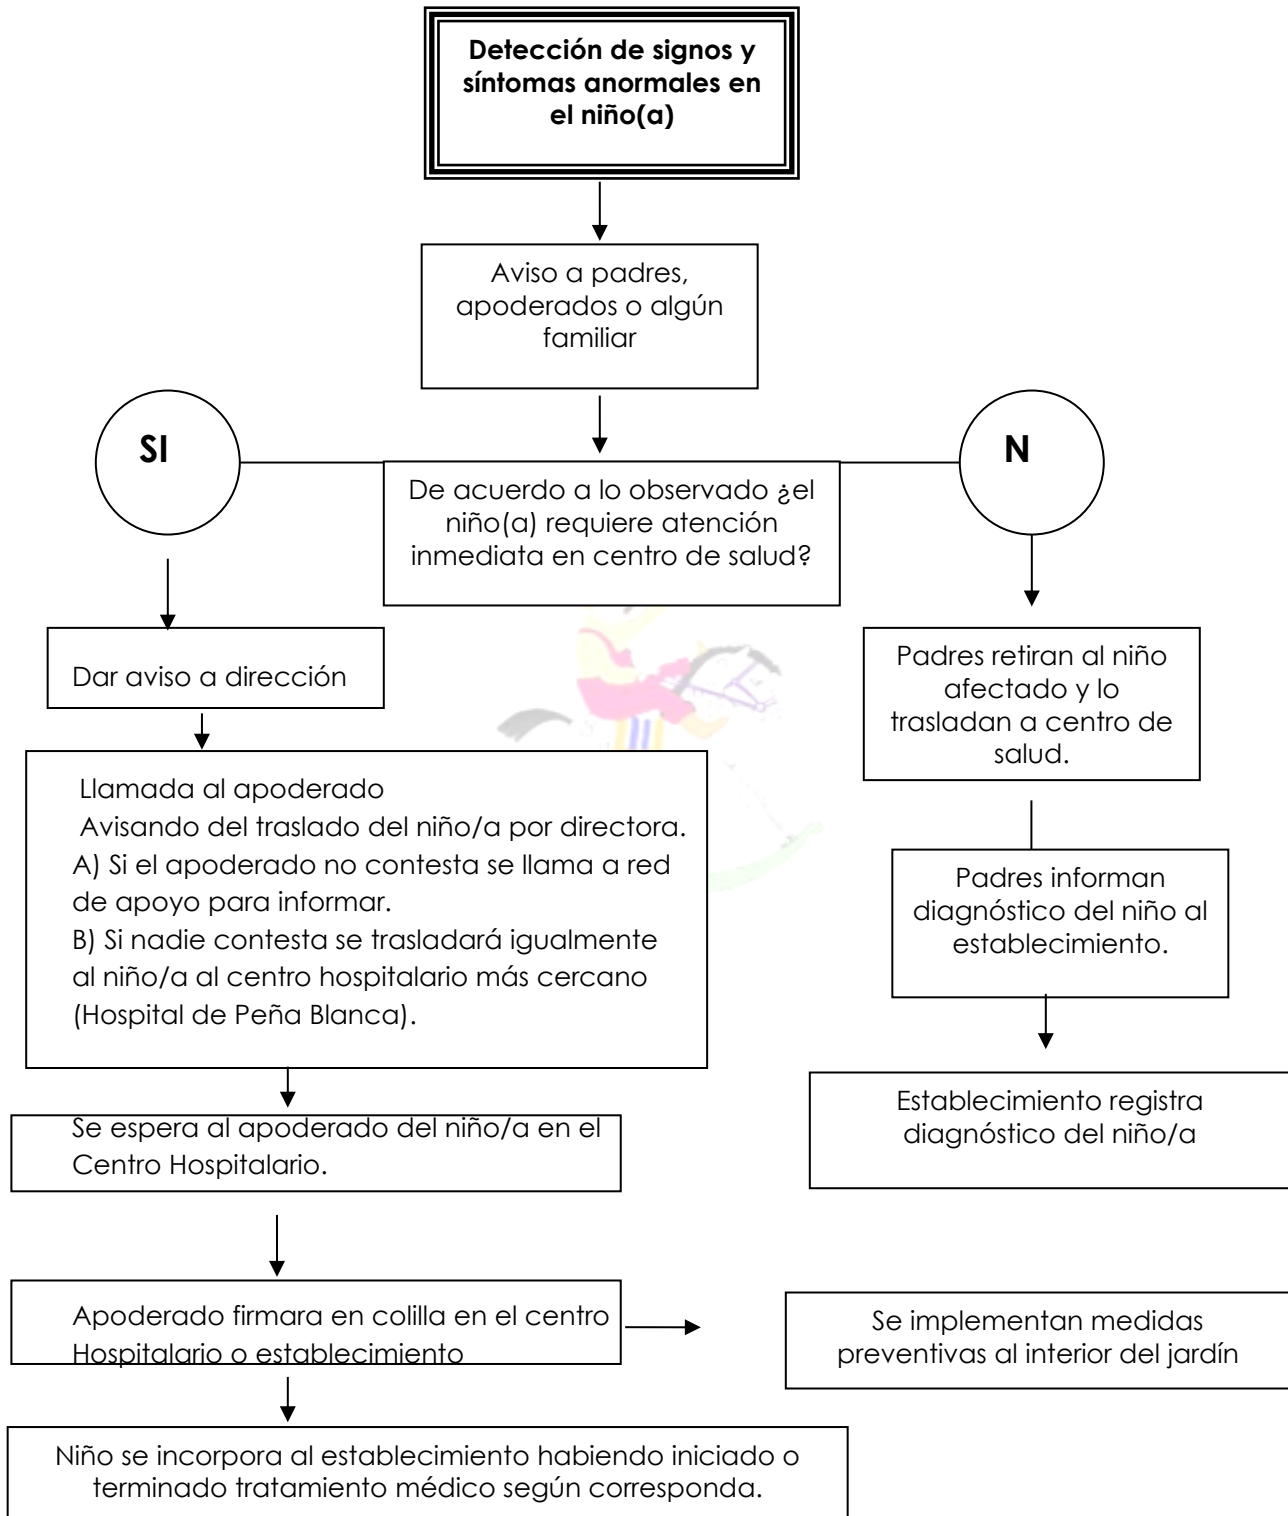 Detección de signos y
síntomas anormales en
el niño(a)
Aviso a padres,
apoderados o algún
familiar
SI
N
De acuerdo a lo observado ¿el
niño(a) requiere atención
inmediata en centro de salud?
Dar aviso a dirección
Padres retiran al niño
afectado y lo
trasladan a centro de
salud.
Llamada al apoderado
Avisando del traslado del niño/a por directora.
A) Si el apoderado no contesta se llama a red
de apoyo para informar.
B) Si nadie contesta se trasladará igualmente
al niño/a al centro hospitalario más cercano
(Hospital de Peña Blanca).
Padres informan
diagnóstico del niño al
establecimiento.
Establecimiento registra
diagnóstico del niño/a
Se espera al apoderado del niño/a en el
Centro Hospitalario.
Apoderado firmara en colilla en el centro
Hospitalario o establecimiento
Se implementan medidas
preventivas al interior del jardín
Niño se incorpora al establecimiento habiendo iniciado o
terminado tratamiento médico según corresponda.